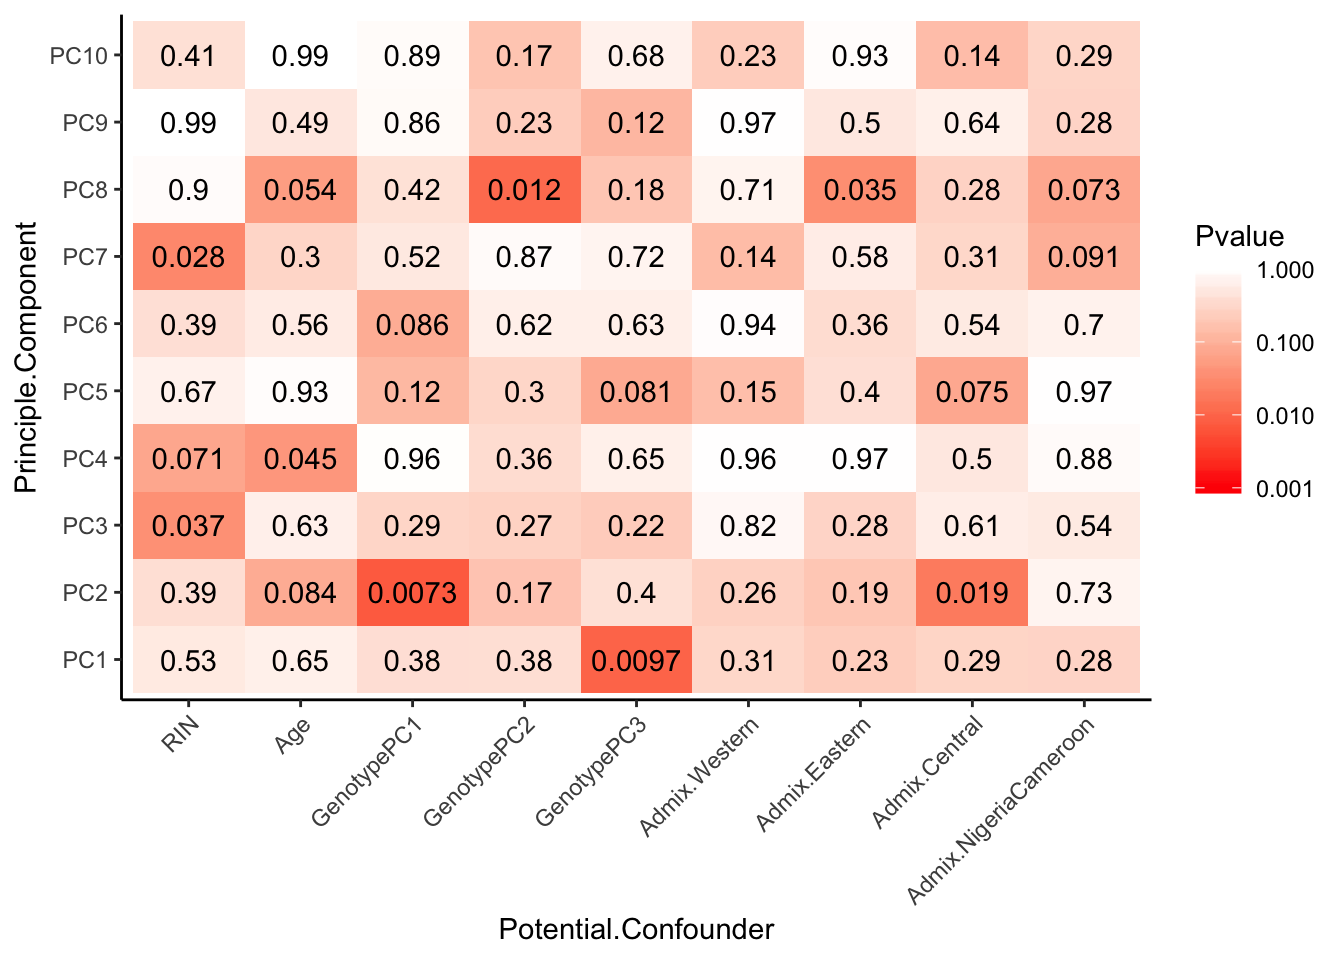 PC10 0.41 0.99 0.89 0.17 0.68 0.23 0.93 0.14 0.29
PC9 0.99 0.49 0.86 0.23 0.12 0.97 0.5 0.64 0.28
PC8 0.9 0.054 0.42 0.012 0.18 0.71 0.035 0.28 0.073
PC7 0.028 0.3 0.52 0.87 0.72 0.14 0.58 0.31 0.091
PC6 0.39 0.56 0.086 0.62 0.63 0.94 0.36 0.54 0.7
PC5 0.67 0.93 0.12 0.3 0.081 0.15 0.4 0.075 0.97
PC4 0.071 0.045 0.96 0.36 0.65 0.96 0.97 0.5 0.88
PC3 0.037 0.63 0.29 0.27 0.22 0.82 0.28 0.61 0.54
PC2 0.39 0.084 0.0073 0.17 0.4 0.26 0.19 0.019 0.73
PC1 0.53 0.65 0.38 0.38 0.0097 0.31 0.23 0.29 0.28
Principle.Component
RIN
Age
GenotypePC1
GenotypePC2
GenotypePC3
Admix.Western
Admix.Eastern
Admix.Central
Admix.NigeriaCameroon
Potential.Confounder
Pvalue
1.000
0.100
0.010
0.001